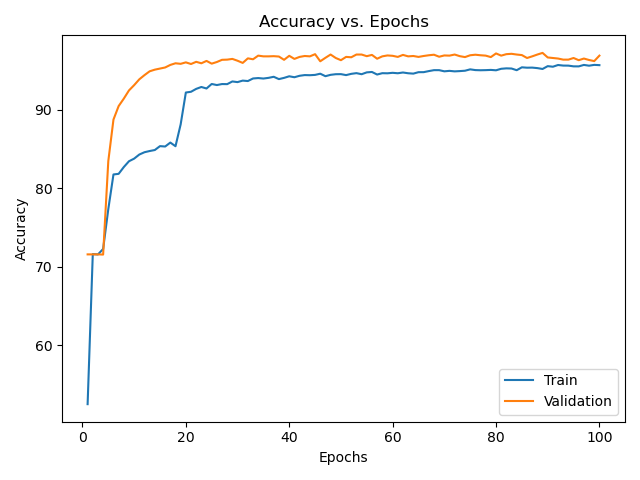 Accuracy vs. Epochs
Accuracy
90
80
70
60
0 20 40 60 80 100
Epochs
Train
Validation